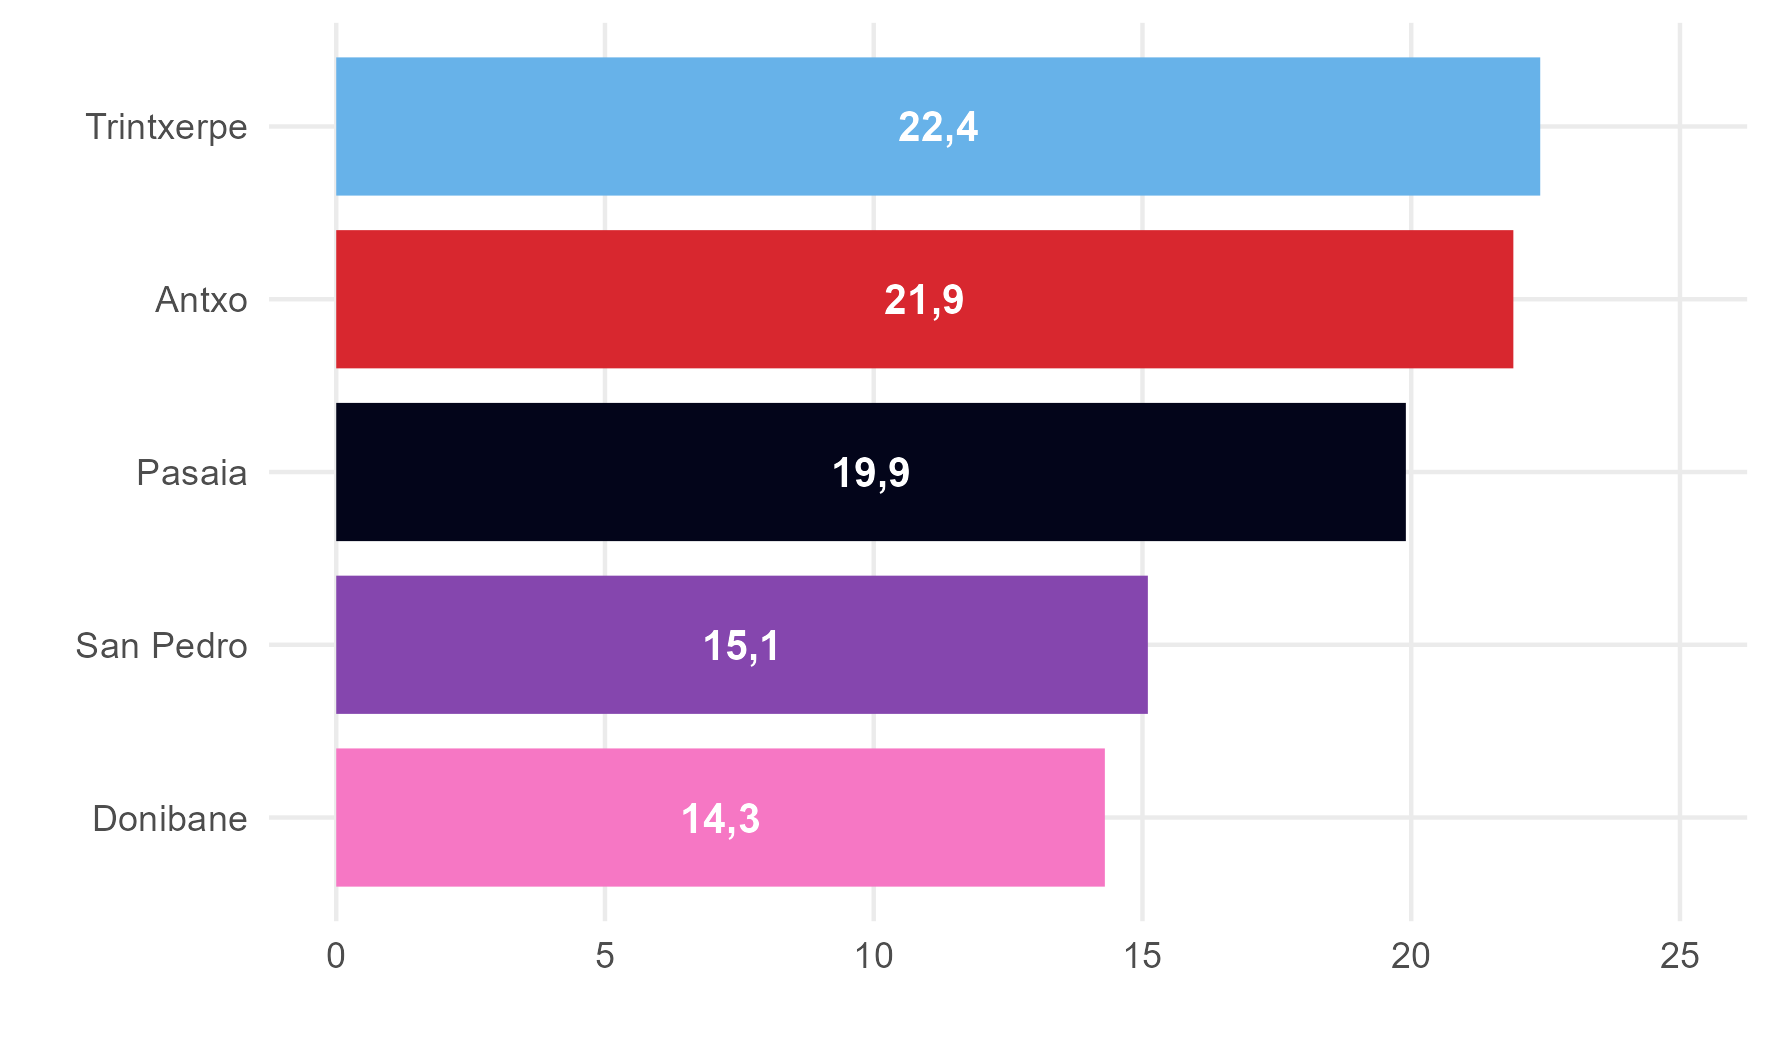 Trintxerpe 22,4
Antxo 21,9
Pasaia 19,9
San Pedro 15,1
Donibane 14,3
0 5 10 15 20 25